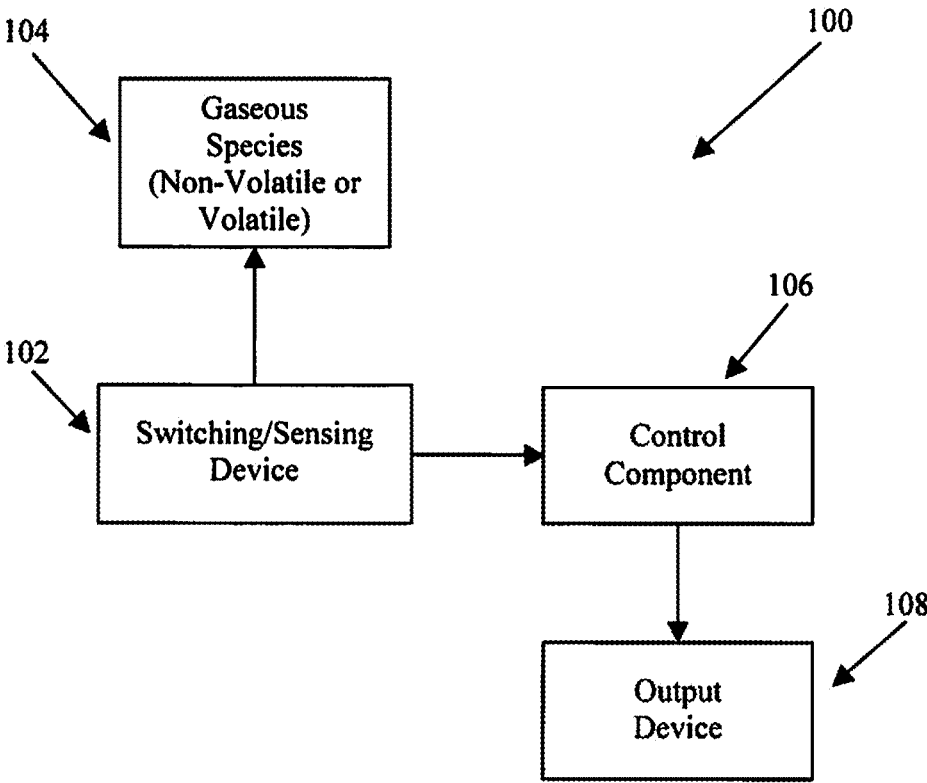 104
100
Gaseous
Species
(Non-Volatile or
Volatile)
106
102
Switching/Sensing
Device
Control
Component
108
Output
Device